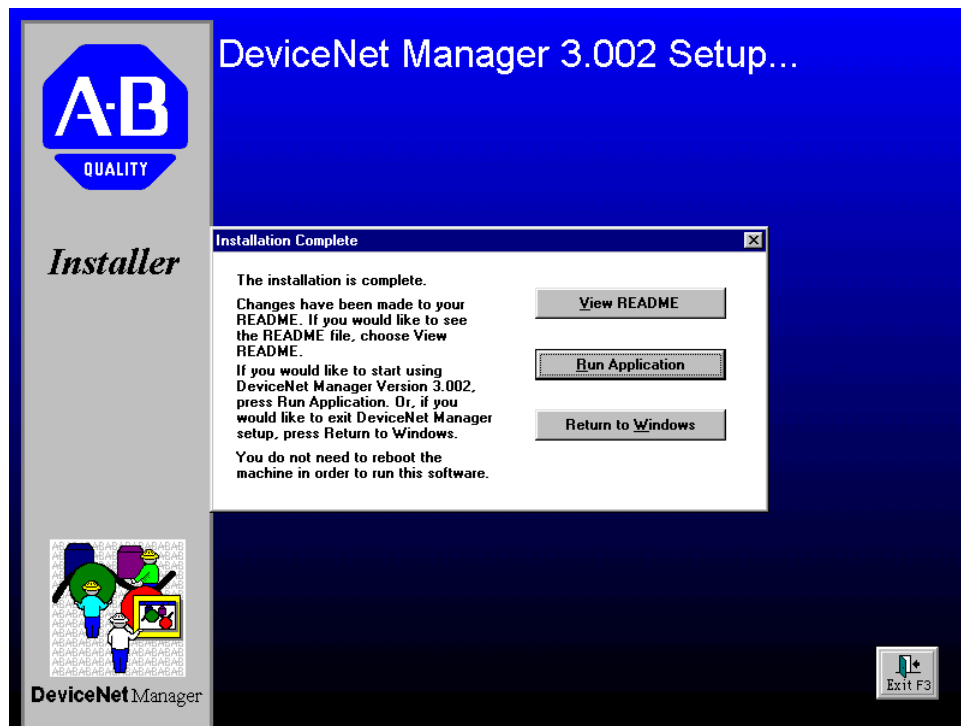 DeviceNet Manager 3.002 Setup...
A·B
QUALITY
Installer
Installation Complete
The installation is complete.
Changes have been made to your
README. If you would like to see
the README file, choose View
README.
If you would like to start using
DeviceNet Manager Version 3.002,
press Run Application. Or, if you
would like to exit DeviceNet Manager
setup, press Return to Windows.
You do not need to reboot the
machine in order to run this software.
View README
Run Application
Return to Windows
DeviceNet Manager
Exit F3